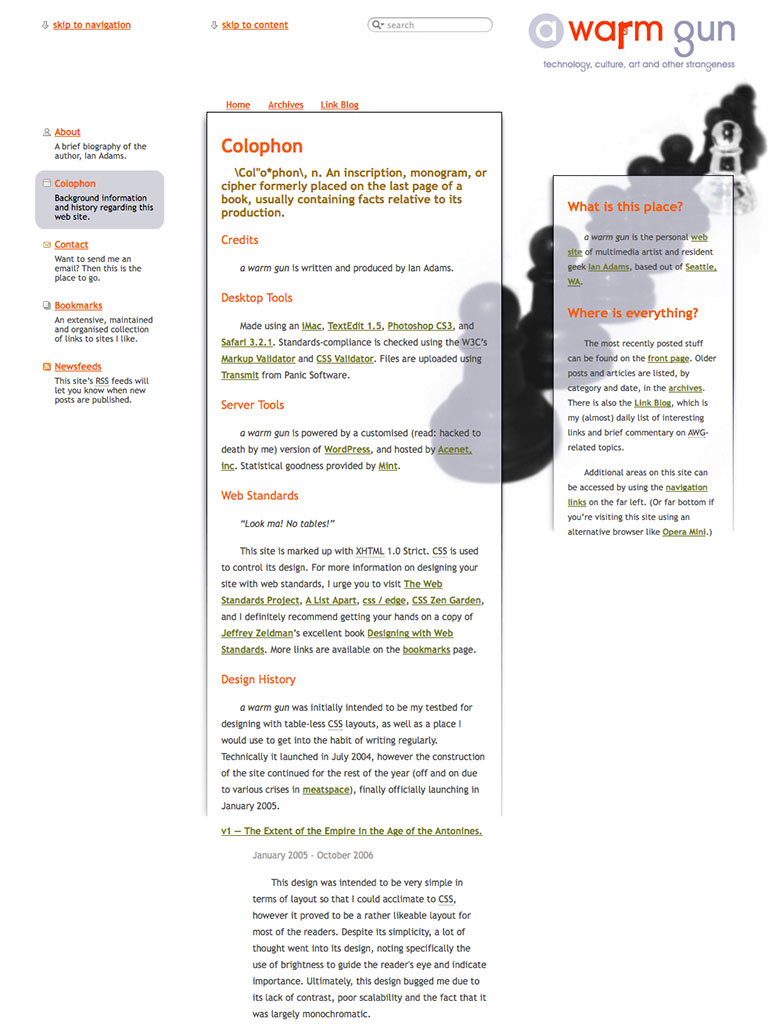 skip to navigation
skip to content
search
a warm gun
technology, culture, art and other strangeness
Home Archives Link Blog
About
A brief biography of the
author, Ian Adams.
Colophon
Background information
and history regarding this
web site.
Contact
Want to send me an
email? Then this is the
place to go.
Bookmarks
An extensive, maintained
and organised collection
of links to sites I like.
Newsfeeds
This site's RSS feeds will
let you know when new
posts are published.
Colophon
\Col"o*phon\, n. An inscription, monogram, or
cipher formerly placed on the last page of a
book, usually containing facts relative to its
production.
Credits
a warm gun is written and produced by Ian Adams.
Desktop Tools
Made using an iMac, TextEdit 1.5, Photoshop CS3, and
Safari 3.2.1. Standards-compliance is checked using the W3C's
Markup Validator and CSS Validator. Files are uploaded using
Transmit from Panic Software.
Server Tools
a warm gun is powered by a customised (read: hacked to
death by me) version of WordPress, and hosted by Acenet,
inc. Statistical goodness provided by Mint.
Web Standards
“Look ma! No tables!”
This site is marked up with XHTML 1.0 Strict. CSS is used
to control its design. For more information on designing your
site with web standards, I urge you to visit The Web
Standards Project, A List Apart, css / edge, CSS Zen Garden,
and I definitely recommend getting your hands on a copy of
Jeffrey Zeldman's excellent book Designing with Web
Standards. More links are available on the bookmarks page.
Design History
a warm gun was initially intended to be my testbed for
designing with table-less CSS layouts, as well as a place I
would use to get into the habit of writing regularly.
Technically it launched in July 2004, however the construction
of the site continued for the rest of the year (off and on due
to various crises in meatspace), finally officially launching in
January 2005.
v1 — The Extent of the Empire in the Age of the Antonines.
January 2005 - October 2006
This design was intended to be very simple in
terms of layout so that I could acclimate to CSS,
however it proved to be a rather likeable layout for
most of the readers. Despite its simplicity, a lot of
thought went into its design, noting specifically the
use of brightness to guide the reader's eye and indicate
importance. Ultimately, this design bugged me due to
its lack of contrast, poor scalability and the fact that it
was largely monochromatic.
What is this place?
a warm gun is the personal web
site of multimedia artist and resident
geek Ian Adams, based out of Seattle,
WA.
Where is everything?
The most recently posted stuff
can be found on the front page. Older
posts and articles are listed, by
category and date, in the archives.
There is also the Link Blog, which is
my (almost) daily list of interesting
links and brief commentary on AWG-
related topics.
Additional areas on this site can
be accessed by using the navigation
links on the far left. (Or far bottom if
you're visiting this site using an
alternative browser like Opera Mini.)